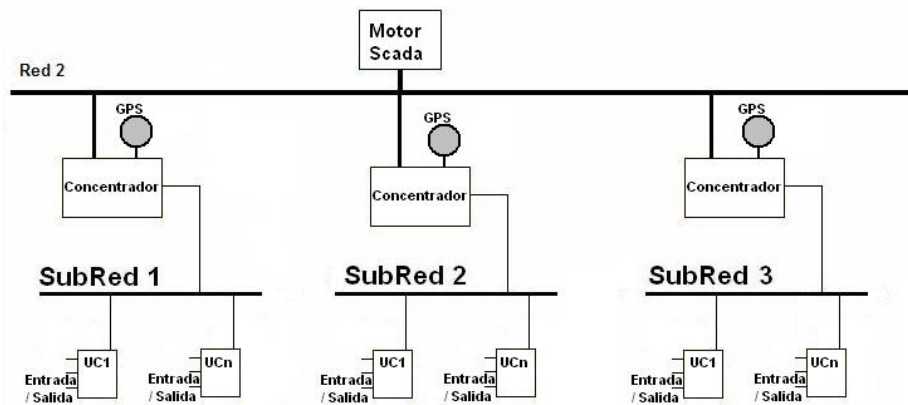 Motor
Scada
Red 2
GPS
GPS
GPS
Concentrador
Concentrador
Concentrador
SubRed 1
SubRed 2
SubRed 3
UC1
UCn
UC1
UCn
UC1
UCn
Entrada
/ Salida
Entrada
/ Salida
Entrada
/ Salida
Entrada
/ Salida
Entrada
/ Salida
Entrada
/ Salida